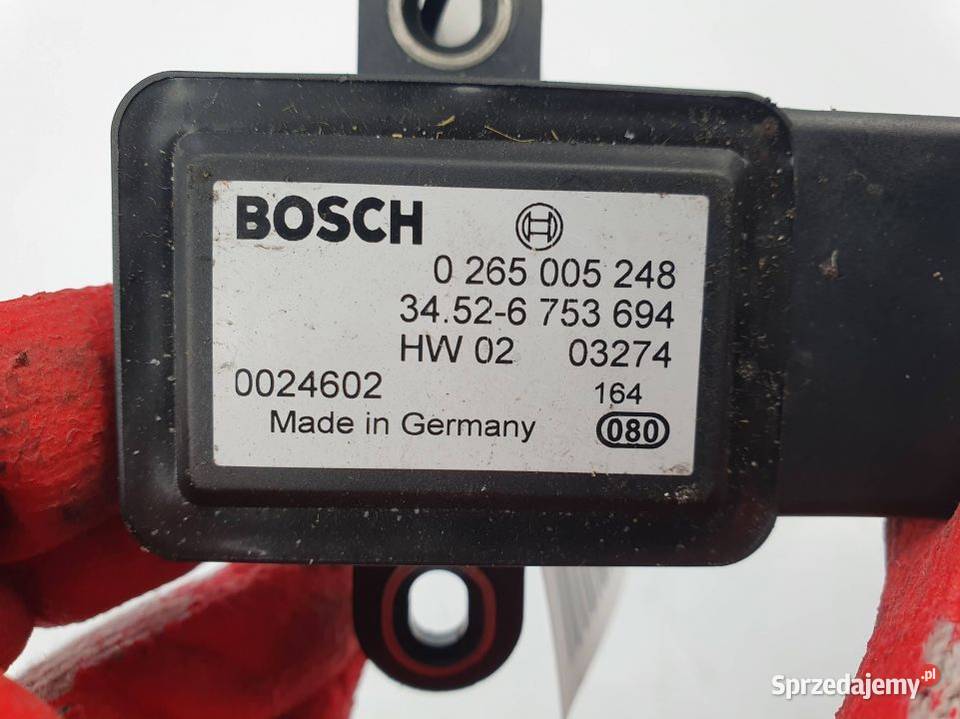 BOSCH
0 265 005 248
34.52-6 753 694
HW 02 03274
0024602 164
Made in Germany 080
Sprzedajemy.pl